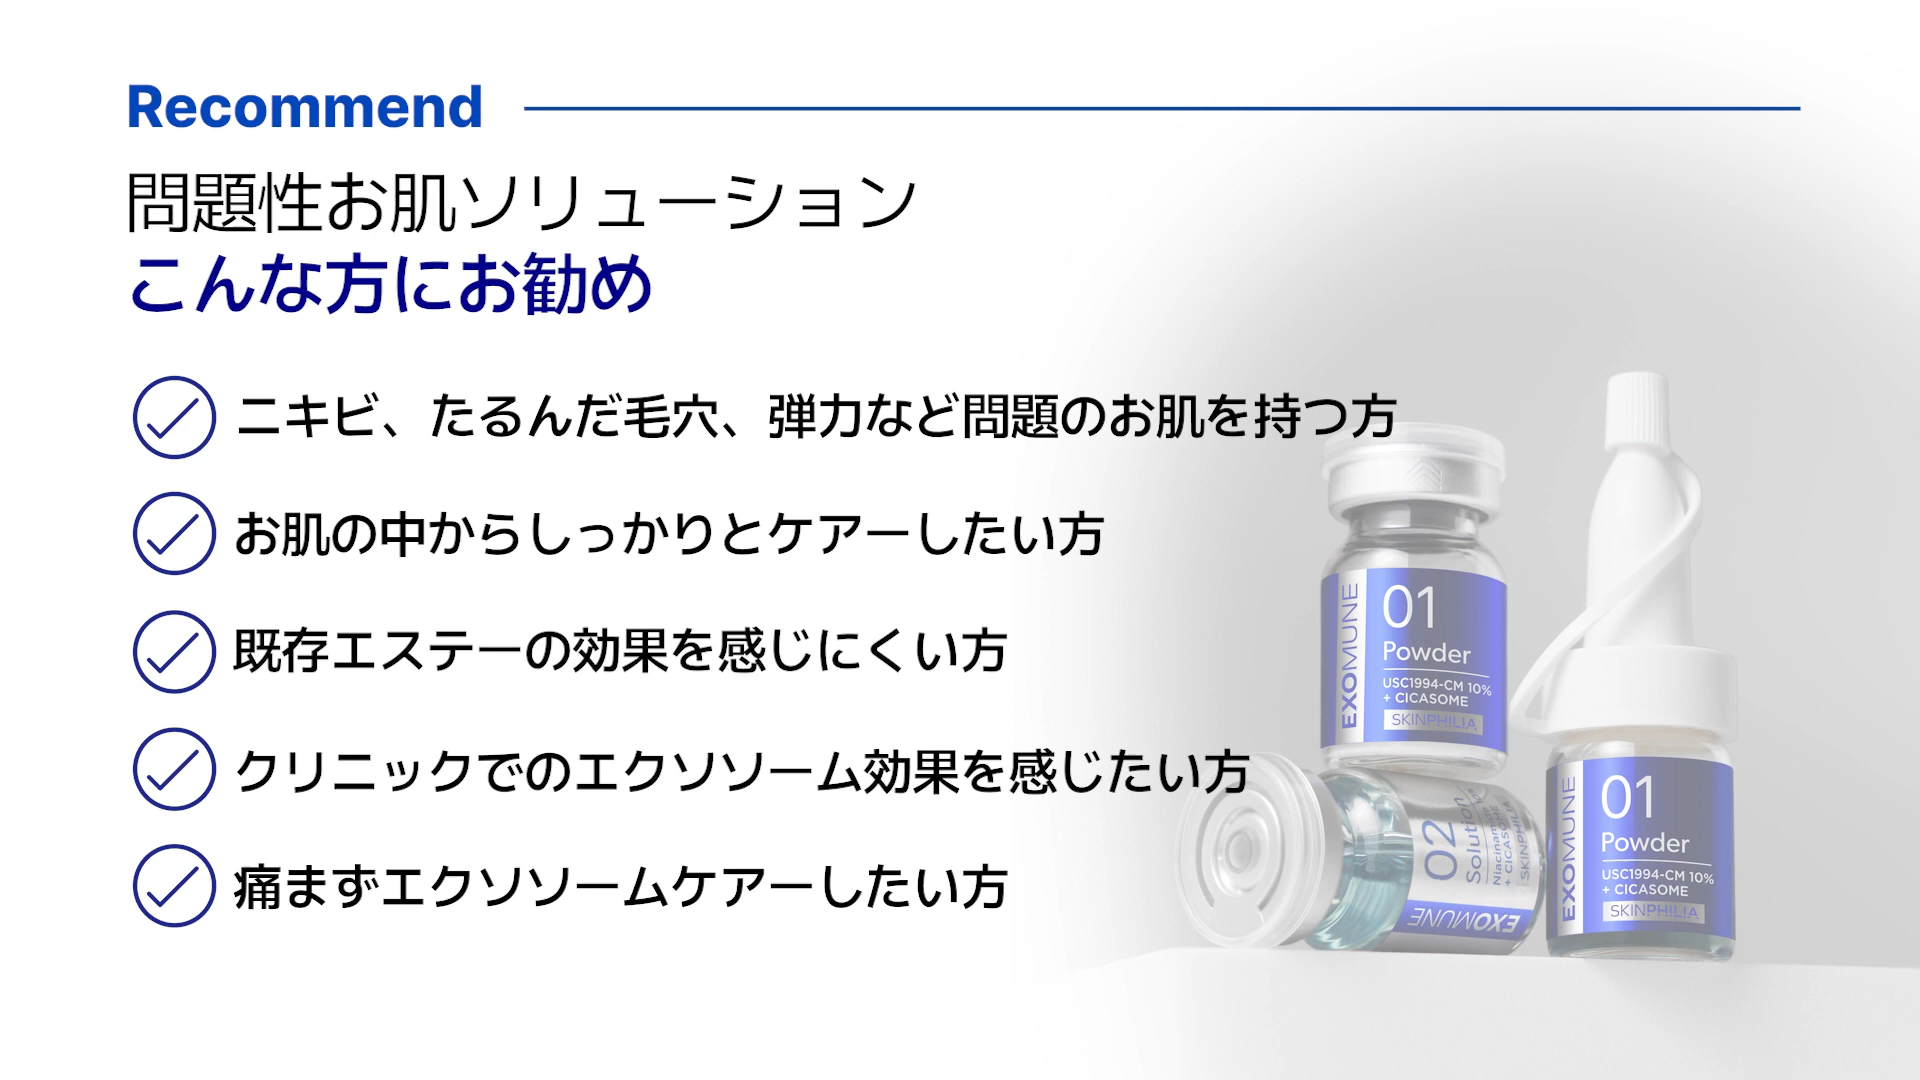 Recommend
問題性お肌ソリューション
こんな方にお勧め
ニキビ、たるんだ毛穴、弾力など問題のお肌を持つ方
お肌の中からしっかりとケアーしたい方
既存エステーの効果を感じにくい方
クリニックでのエクソソーム効果を感じたい方
痛まずエクソソームケアーしたい方
EXOMUNE
01
Powder
USC1994-CM 10%
+ CICASOME
SKINPHILIA
02
Solution
Niacinamide 10%
+ CICASOME
SKINPHILIA
EXOMUNE
EXOMUNE
01
Powder
USC1994-CM 10%
+ CICASOME
SKINPHILIA